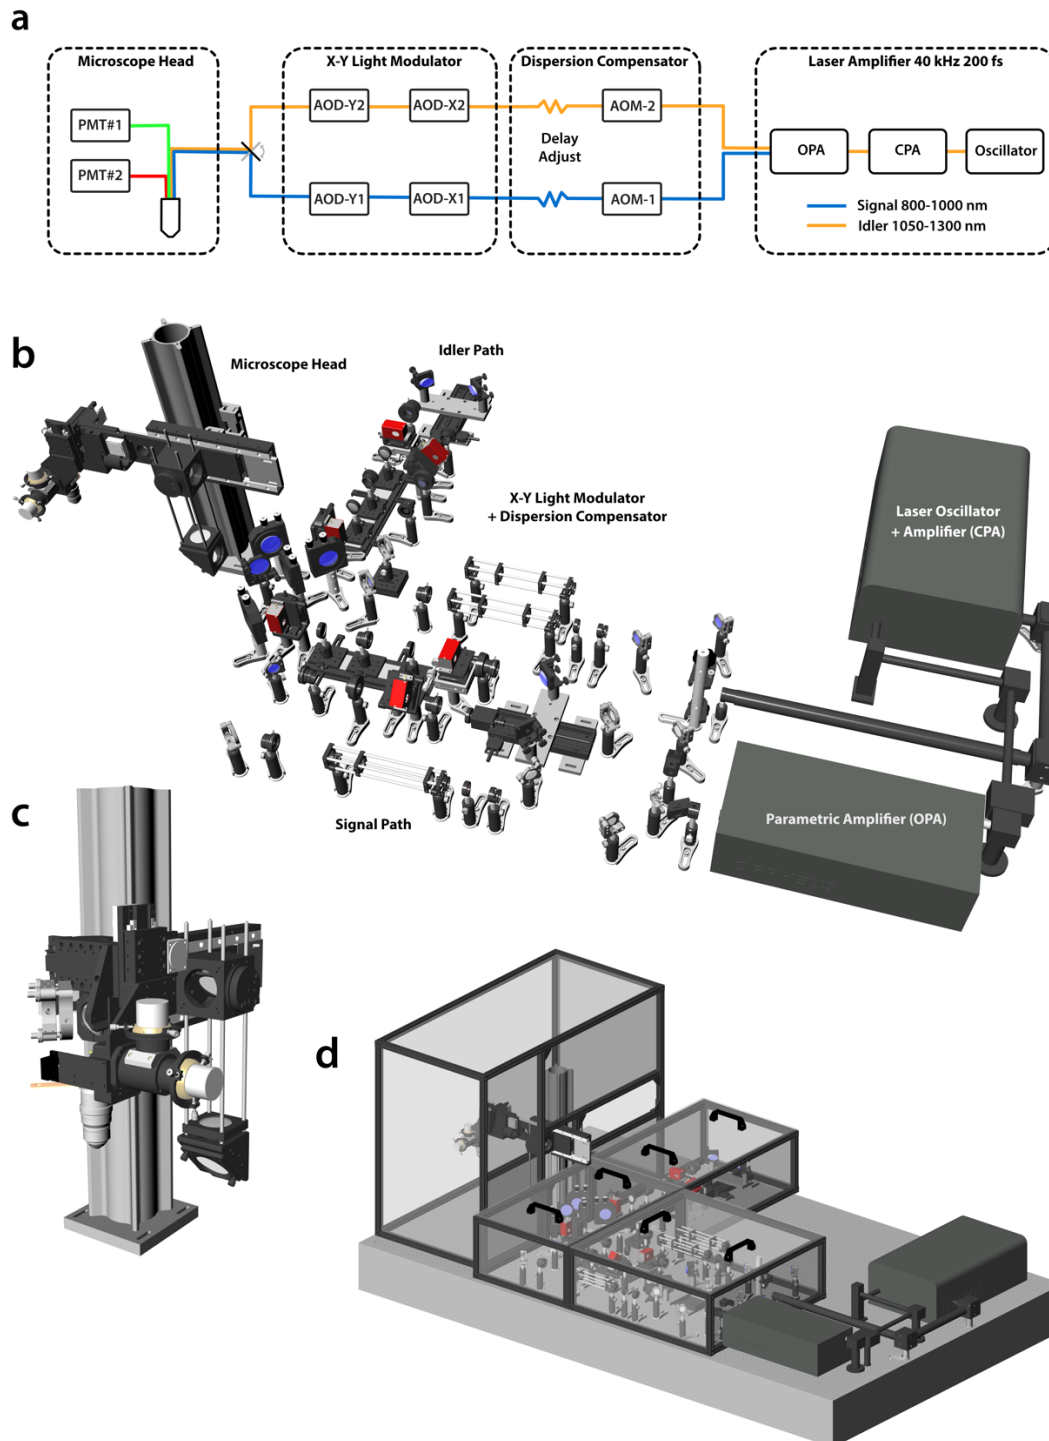 a
Microscope Head
X-Y Light Modulator
Dispersion Compensator
Laser Amplifier 40 kHz 200 fs
PMT#1
PMT#2
AOD-Y2
AOD-X2
AOM-2
Delay
Adjust
AOD-Y1
AOD-X1
AOM-1
OPA
CPA
Oscillator
Signal 800-1000 nm
Idler 1050-1300 nm
b
Microscope Head
Idler Path
X-Y Light Modulator
+ Dispersion Compensator
Laser Oscillator
+ Amplifier (CPA)
Parametric Amplifier (OPA)
Signal Path
c
d